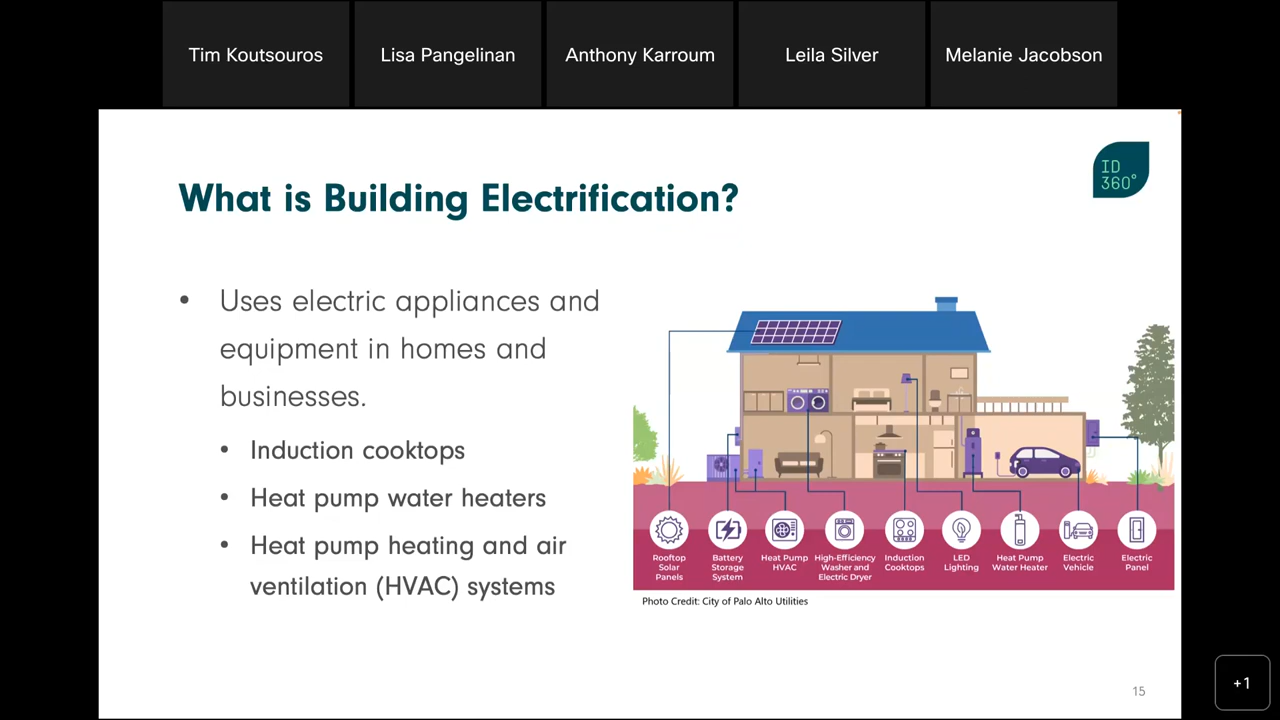 Tim Koutsouros
Lisa Pangelinan
Anthony Karroum
Leila Silver
Melanie Jacobson
ID
360°
What is Building Electrification?
• Uses electric appliances and
equipment in homes and
businesses.
• Induction cooktops
• Heat pump water heaters
• Heat pump heating and air
ventilation (HVAC) systems
Rooftop
Solar
Panels
Battery
Storage
System
Heat Pump
HVAC
High-Efficiency
Washer and
Electric Dryer
Induction
Cooktops
LED
Lighting
Heat Pump
Water Heater
Electric
Vehicle
Electric
Panel
Photo Credit: City of Palo Alto Utilities
15
+1